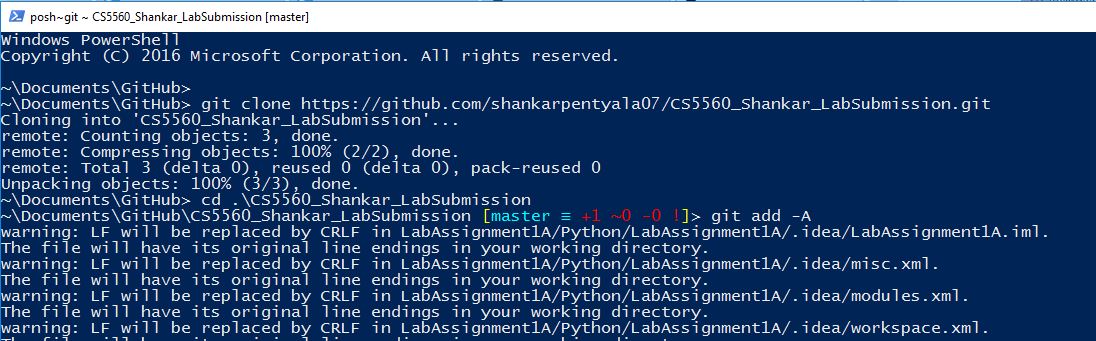 posh~git ~ CS5560_Shankar_LabSubmission [master]
Windows PowerShell
Copyright (C) 2016 Microsoft Corporation. All rights reserved.
~\Documents\GitHub>
~\Documents\GitHub> git clone https://github.com/shankarpentyala07/CS5560_Shankar_LabSubmission.git
Cloning into 'CS5560_Shankar_LabSubmission'...
remote: Counting objects: 3, done.
remote: Compressing objects: 100% (2/2), done.
remote: Total 3 (delta 0), reused 0 (delta 0), pack-reused 0
Unpacking objects: 100% (3/3), done.
~\Documents\GitHub> cd .\CS5560_Shankar_LabSubmission
~\Documents\GitHub\CS5560_Shankar_LabSubmission [master ≡ +1 ~0 -0 !]> git add -A
warning: LF will be replaced by CRLF in LabAssignment1A/Python/LabAssignment1A/.idea/LabAssignment1A.iml.
The file will have its original line endings in your working directory.
warning: LF will be replaced by CRLF in LabAssignment1A/Python/LabAssignment1A/.idea/misc.xml.
The file will have its original line endings in your working directory.
warning: LF will be replaced by CRLF in LabAssignment1A/Python/LabAssignment1A/.idea/modules.xml.
The file will have its original line endings in your working directory.
warning: LF will be replaced by CRLF in LabAssignment1A/Python/LabAssignment1A/.idea/workspace.xml.